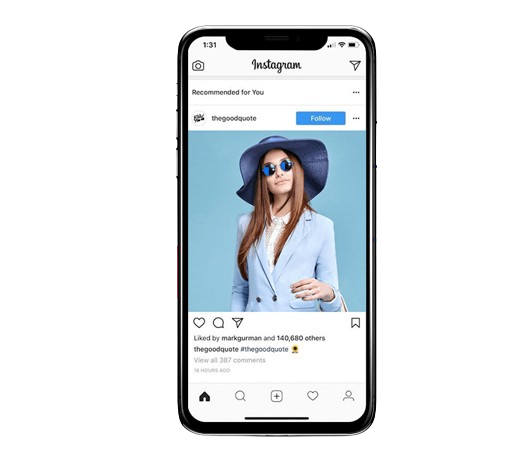 1:31
Instagram
Recommended for You
thegoodquote
Follow
Liked by markgurman and 140,680 others
thegoodquote #thegoodquote 🌻
View all 387 comments
18 HOURS AGO